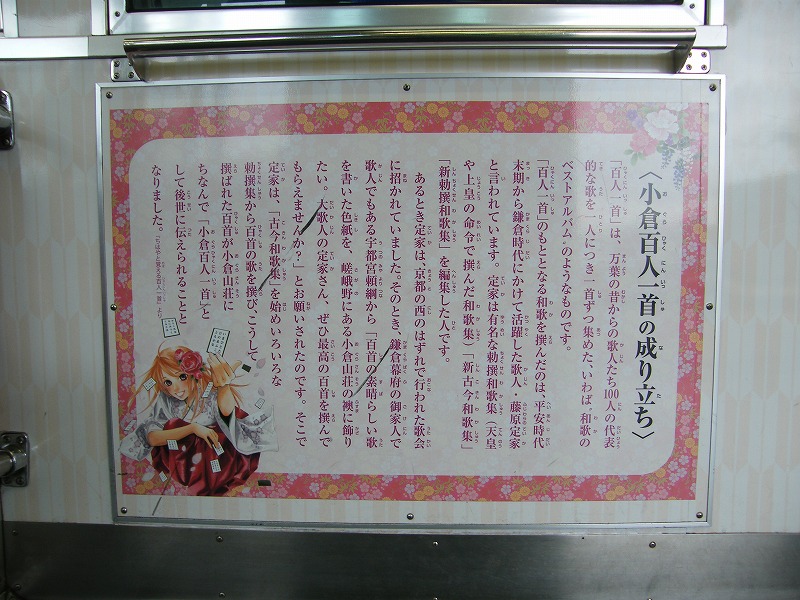 〈小倉百人一首の成り立ち〉
「百人一首」は、万葉の昔からの歌人たち100人の代表
的な歌を一人につき一首ずつ集めた、いわば“和歌の
ベストアルバム”のようなものです。
「百人一首」のもととなる和歌を撰んだのは、平安時代
末期から鎌倉時代にかけて活躍した歌人・藤原定家
と言われています。定家は有名な勅撰和歌集(天皇
や上皇の命令で撰んだ和歌集)「新古今和歌集」
「新勅撰和歌集」を編集した人です。
あるとき定家は、京都の西のはずれで行われた歌会
に招かれていました。そのとき、鎌倉幕府の御家人で
歌人でもある宇都宮頼綱から「百首の素晴らしい歌
を書いた色紙を 嵯峨野にある小倉山荘の襖に飾り
たい。大歌人の定家さん、ぜひ最高の百首を撰んで
もらえませんか?」とお願いされたのです。そこで
定家は、「古今和歌集」を始めいろいろな
勅撰集から百首の歌を撰び、こうして
撰ばれた百首が小倉山荘に
ちなんで「小倉百人一首」と
して後世に伝えられることと
なりました。「ちはやと覚える百人一首」より